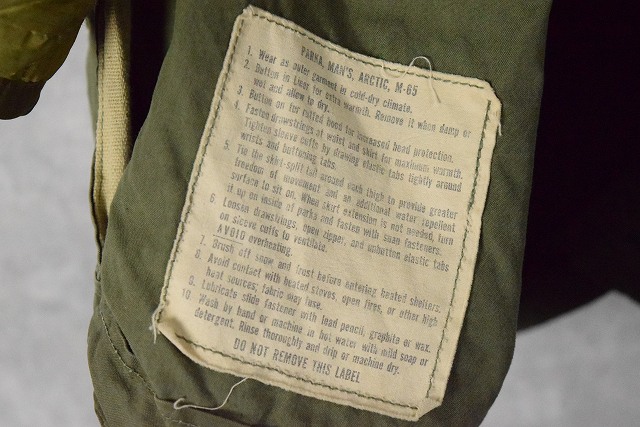 PARKA, MAN'S, ARCTIC, M-65
1. Wear as outer garment in cold-dry climate.
2. Button in liner for extra warmth. Remove it when damp or
wet and allow to dry.
3. Button on fur ruffed hood for increased head protection.
4. Fasten drawstrings at waist and skirt for maximum warmth.
Tighten sleeve cuffs by drawing elastic tabs tightly around
wrists and buttoning tabs.
5. Tie the skirt-split tail around each thigh to provide greater
freedom of movement and an additional water repellent
surface to sit on. When skirt extension is not needed, turn
it up on inside of parka and fasten with snap fasteners.
6. Loosen drawstrings, open zipper, and unbutton elastic tabs
on sleeve cuffs to ventilate.
AVOID overheating.
7. Brush off snow and frost before entering heated shelters.
8. Avoid contact with heated stoves, open fires, or other high
heat sources; fabric may fuse.
9. Lubricate slide fastener with lead pencil, graphite or wax.
10. Wash by hand or machine in hot water with mild soap or
detergent. Rinse thoroughly and drip or machine dry.
DO NOT REMOVE THIS LABEL